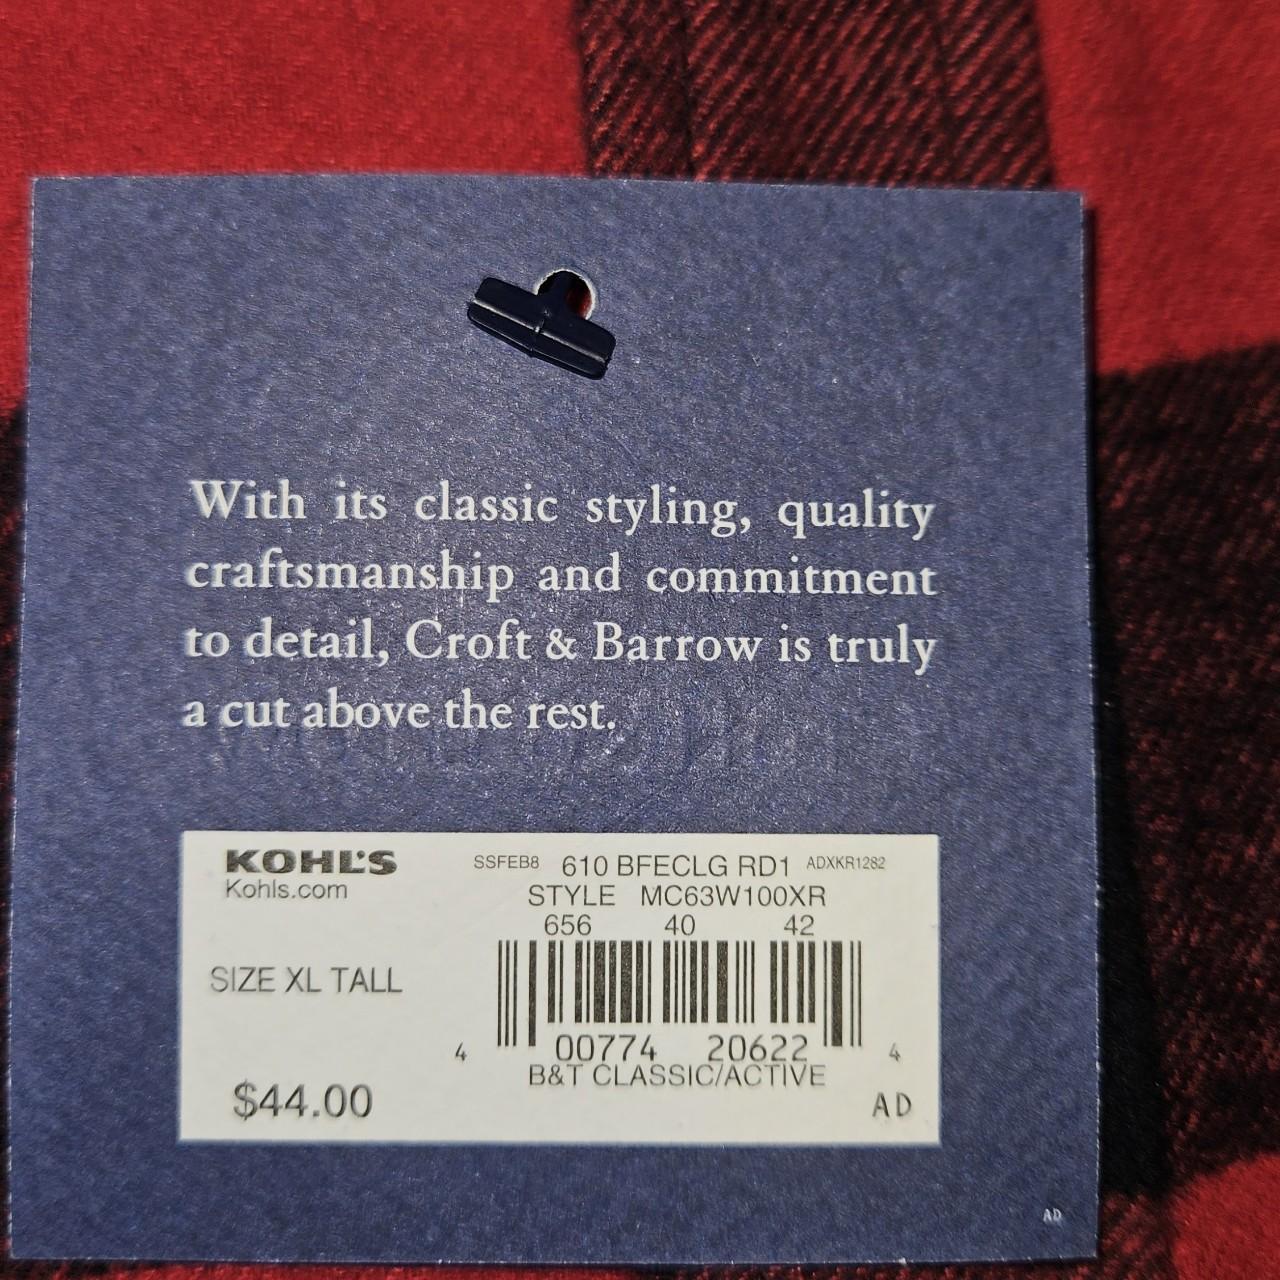 With its classic styling, quality
craftsmanship and commitment
to detail, Croft & Barrow is truly
a cut above the rest.
KOHL'S
Kohls.com
SSFEB8 610 BFECLG RD1 ADXKR1282
STYLE MC63W100XR
656 40 42
SIZE XL TALL
4 00774 20622 4
B&T CLASSIC/ACTIVE
$44.00
AD
AD